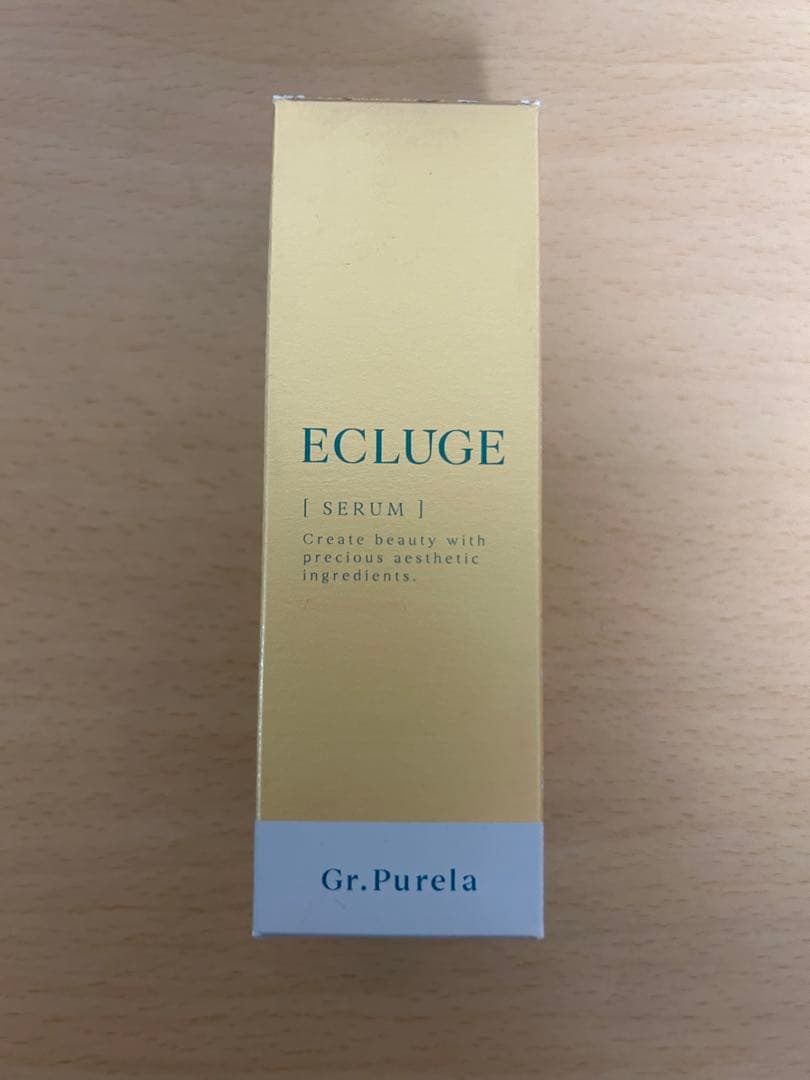 ECLUGE
[ SERUM ]
Create beauty with
precious aesthetic
ingredients.
Gr.Purela